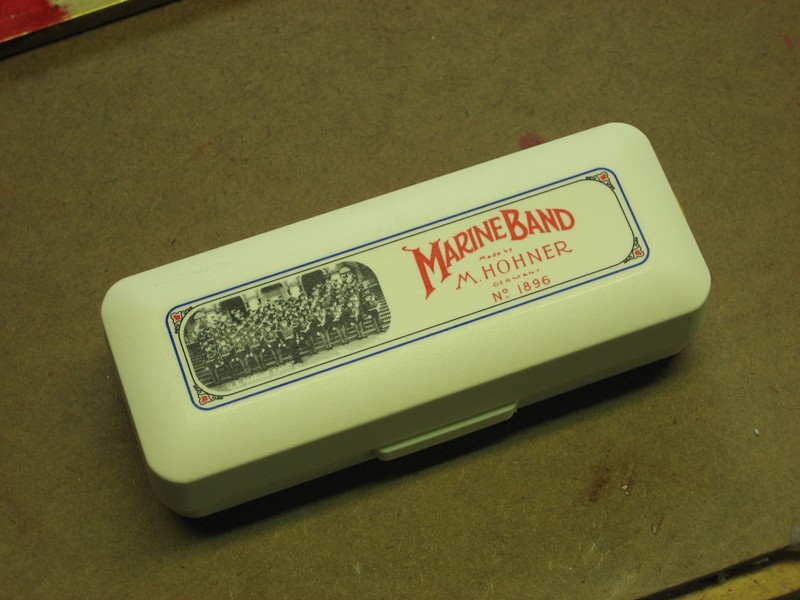 MARINE BAND
Made by
M. HOHNER
GERMANY
Nº 1896